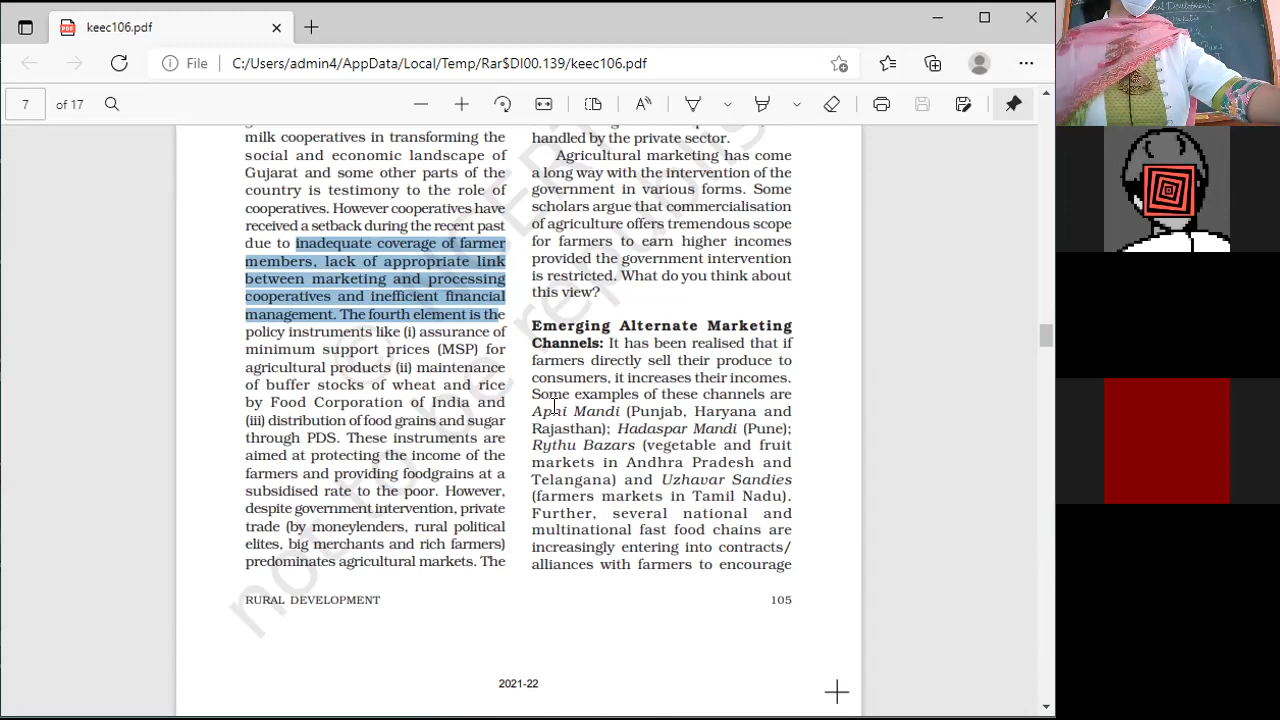 keec106.pdf
File
C:/Users/admin4/AppData/Local/Temp/Rar$DI00.139/keec106.pdf
7
of 17
milk cooperatives in transforming the
social and economic landscape of
Gujarat and some other parts of the
country is testimony to the role of
cooperatives. However cooperatives have
received a setback during the recent past
due to inadequate coverage of farmer
members, lack of appropriate link
between marketing and processing
cooperatives and inefficient financial
management. The fourth element is the
policy instruments like (i) assurance of
minimum support prices (MSP) for
agricultural products (ii) maintenance
of buffer stocks of wheat and rice
by Food Corporation of India and
(iii) distribution of food grains and sugar
through PDS. These instruments are
aimed at protecting the income of the
farmers and providing foodgrains at a
subsidised rate to the poor. However,
despite government intervention, private
trade (by moneylenders, rural political
elites, big merchants and rich farmers)
predominates agricultural markets. The
handled by the private sector.
Agricultural marketing has come
a long way with the intervention of the
government in various forms. Some
scholars argue that commercialisation
of agriculture offers tremendous scope
for farmers to earn higher incomes
provided the government intervention
is restricted. What do you think about
this view?
Emerging Alternate Marketing
Channels: It has been realised that if
farmers directly sell their produce to
consumers, it increases their incomes.
Some examples of these channels are
Apni Mandi (Punjab, Haryana and
Rajasthan); Hadaspar Mandi (Pune);
Rythu Bazars (vegetable and fruit
markets in Andhra Pradesh and
Telangana) and Uzhavar Sandies
(farmers markets in Tamil Nadu).
Further, several national and
multinational fast food chains are
increasingly entering into contracts/
alliances with farmers to encourage
RURAL DEVELOPMENT
105
2021-22
not to be republis
© NCERT
Development